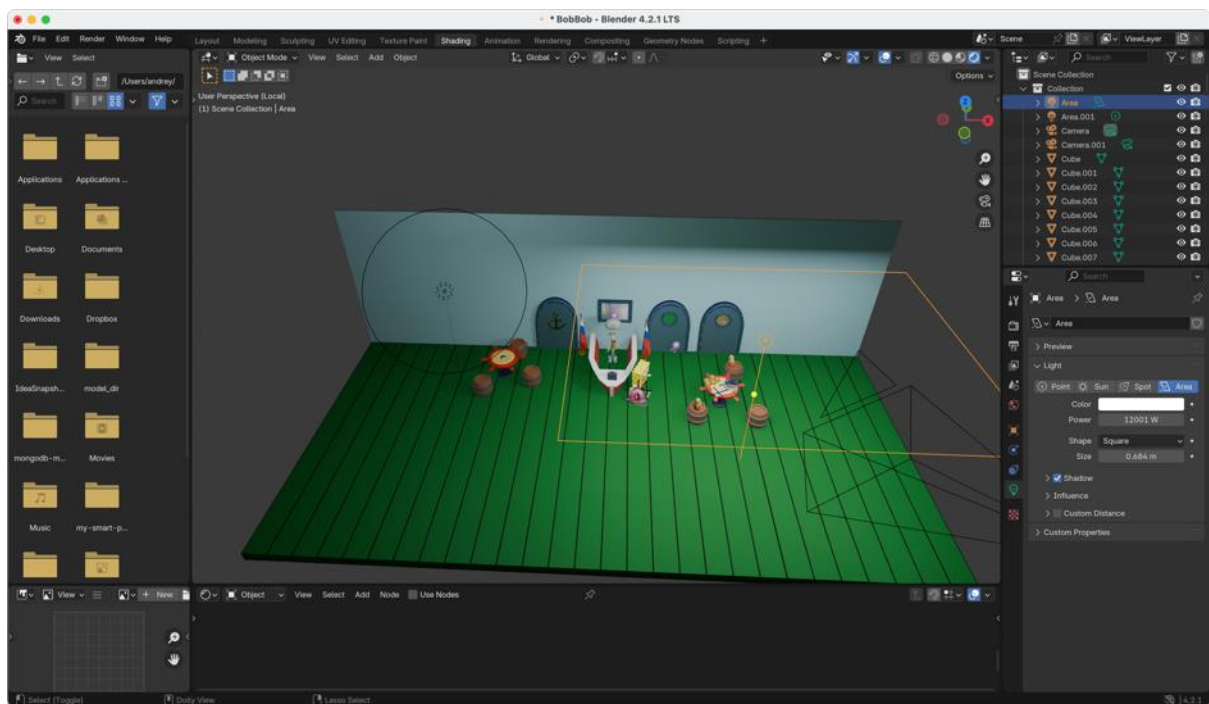 * BobBob - Blender 4.2.1 LTS
File Edit Render Window Help
Layout Modeling Sculpting UV Editing Texture Paint Shading Animation Rendering Compositing Geometry Nodes Scripting +
Scene
ViewLayer
View Select
Object Mode View Select Add Object
Global
Search
/Users/andrey/
Options
Search
User Perspective (Local)
(1) Scene Collection | Area
Scene Collection
Collection
Area
Area.001
Camera
Camera.001
Cube
Cube.001
Cube.002
Cube.003
Cube.004
Cube.005
Cube.006
Cube.007
Applications Applications ...
Desktop Documents
Downloads Dropbox
IdeaSnapsh... model_dir
mongodb-m... Movies
Music my-smart-p...
Search
Area > Area
Area
Preview
Light
Point Sun Spot Area
Color
Power 12001 W
Shape Square
Size 0.684 m
Shadow
Influence
Custom Distance
Custom Properties
View + New
Object View Select Add Node Use Nodes
Select (Toggle) Dolly View Lasso Select
4.2.1